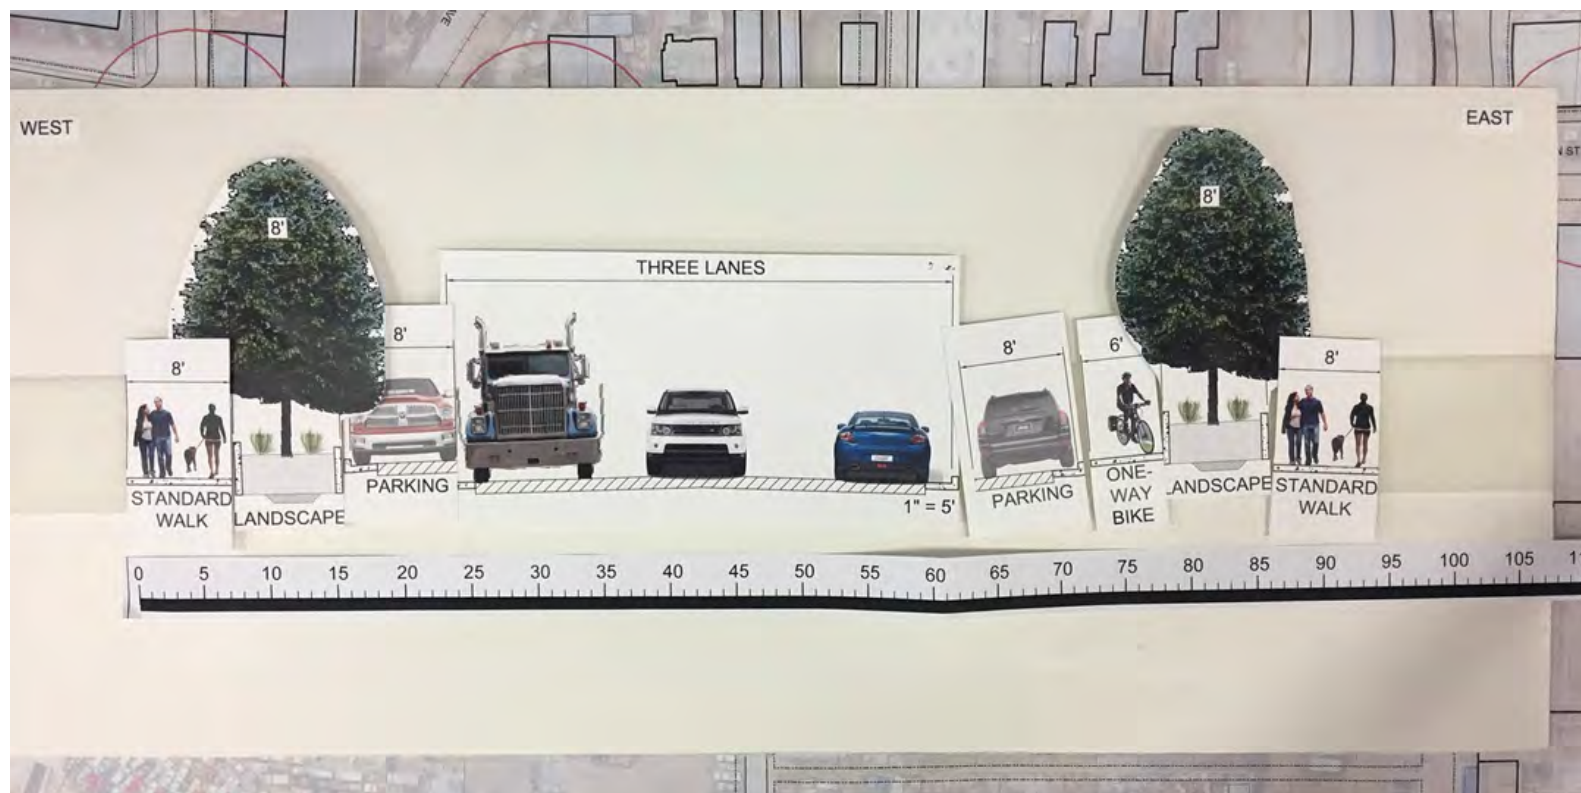 AVE
WEST
EAST
N ST
8'
8'
THREE LANES
8'
8'
6'
8'
8'
STANDARD
WALK
LANDSCAPE
PARKING
1" = 5'
PARKING
ONE-
WAY
BIKE
LANDSCAPE
STANDARD
WALK
0 5 10 15 20 25 30 35 40 45 50 55 60 65 70 75 80 85 90 95 100 105